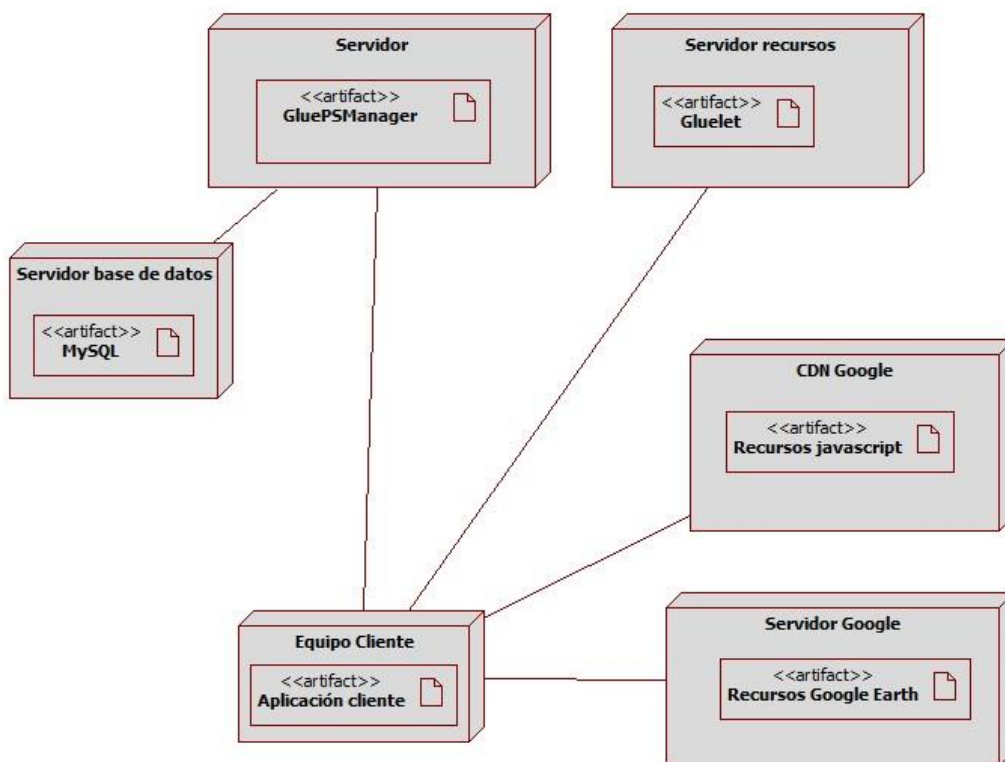 Servidor
<<artifact>>
GluePSManager
Servidor recursos
<<artifact>>
Gluelet
Servidor base de datos
<<artifact>>
MySQL
CDN Google
<<artifact>>
Recursos javascript
Equipo Cliente
<<artifact>>
Aplicación cliente
Servidor Google
<<artifact>>
Recursos Google Earth